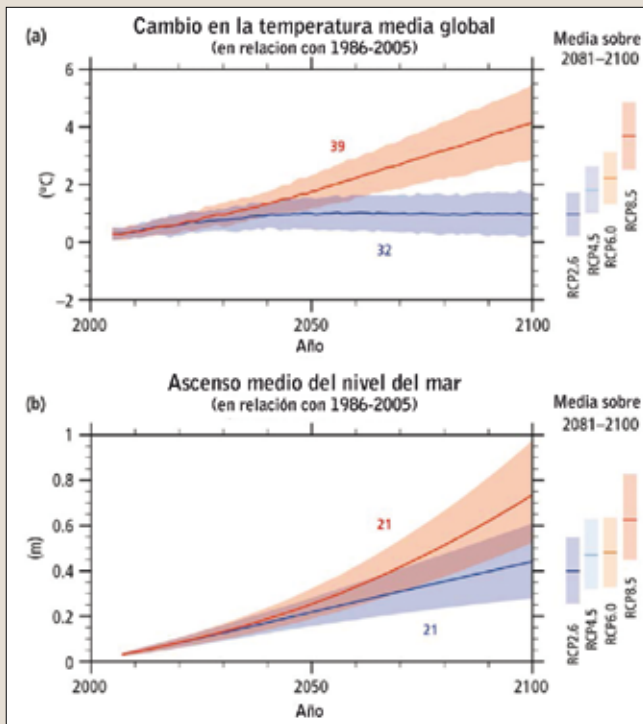 (a)
Cambio en la temperatura media global
(en relacion con 1986-2005)
Media sobre
2081–2100
6
4
2
0
−2
(°C)
39
32
2000
2050
2100
Año
RCP2.6
RCP4.5
RCP6.0
RCP8.5
(b)
Ascenso medio del nivel del mar
(en relación con 1986-2005)
Media sobre
2081–2100
1
0.8
0.6
0.4
0.2
0
(m)
21
21
2000
2050
2100
Año
RCP2.6
RCP4.5
RCP6.0
RCP8.5